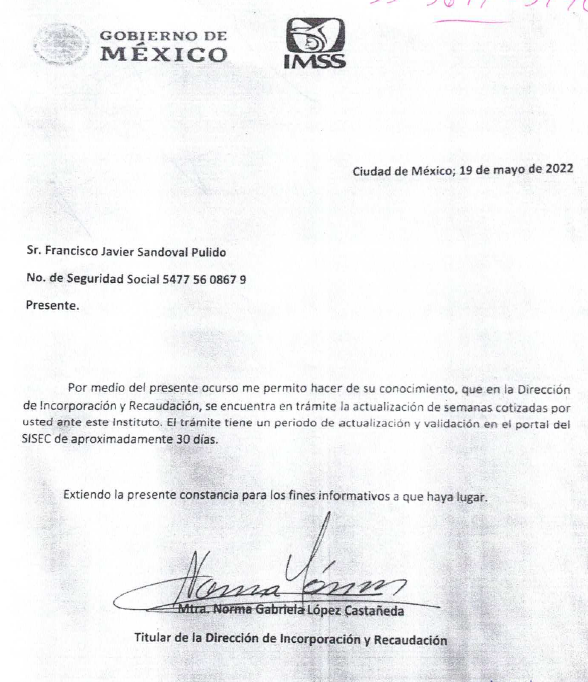 GOBIERNO DE
MÉXICO
IMSS
Ciudad de México; 19 de mayo de 2022
Sr. Francisco Javier Sandoval Pulido
No. de Seguridad Social 5477 56 0867 9
Presente.
Por medio del presente ocurso me permito hacer de su conocimiento, que en la Dirección
de Incorporación y Recaudación, se encuentra en trámite la actualización de semanas cotizadas por
usted ante este Instituto. El trámite tiene un periodo de actualización y validación en el portal del
SISEC de aproximadamente 30 días.
Extiendo la presente constancia para los fines informativos a que haya lugar.
Mtra. Norma Gabriela López Castañeda
Titular de la Dirección de Incorporación y Recaudación